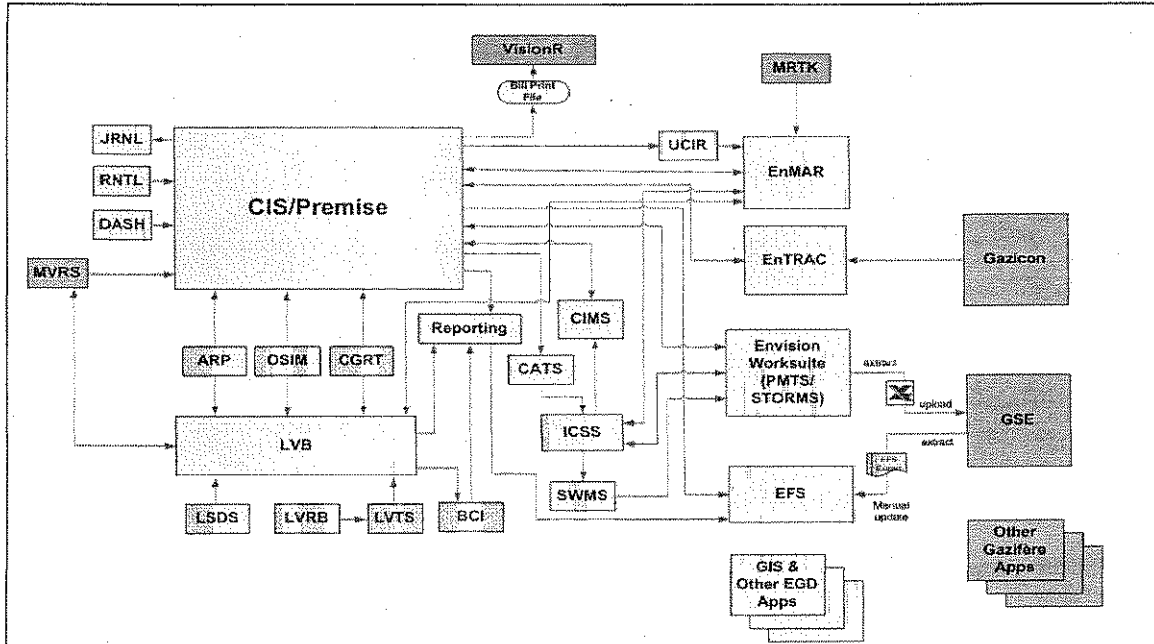 VisionR
Bill Print
File
MRTK
JRNL
RNTL
DASH
MVRS
CIS/Premise
UCIR
EnMAR
EnTRAC
Gazicon
Reporting
CIMS
CATS
ARP
OSIM
CGRT
Envision
Worksuite
(PMTS/
STORMS)
extract
upload
extract
GSE
LVB
ICSS
SWMS
EFS
EFS
Manual
update
LSDS
LVRB
LVTS
BCI
GIS &
Other EGD
Apps
Other
Gazifère
Apps